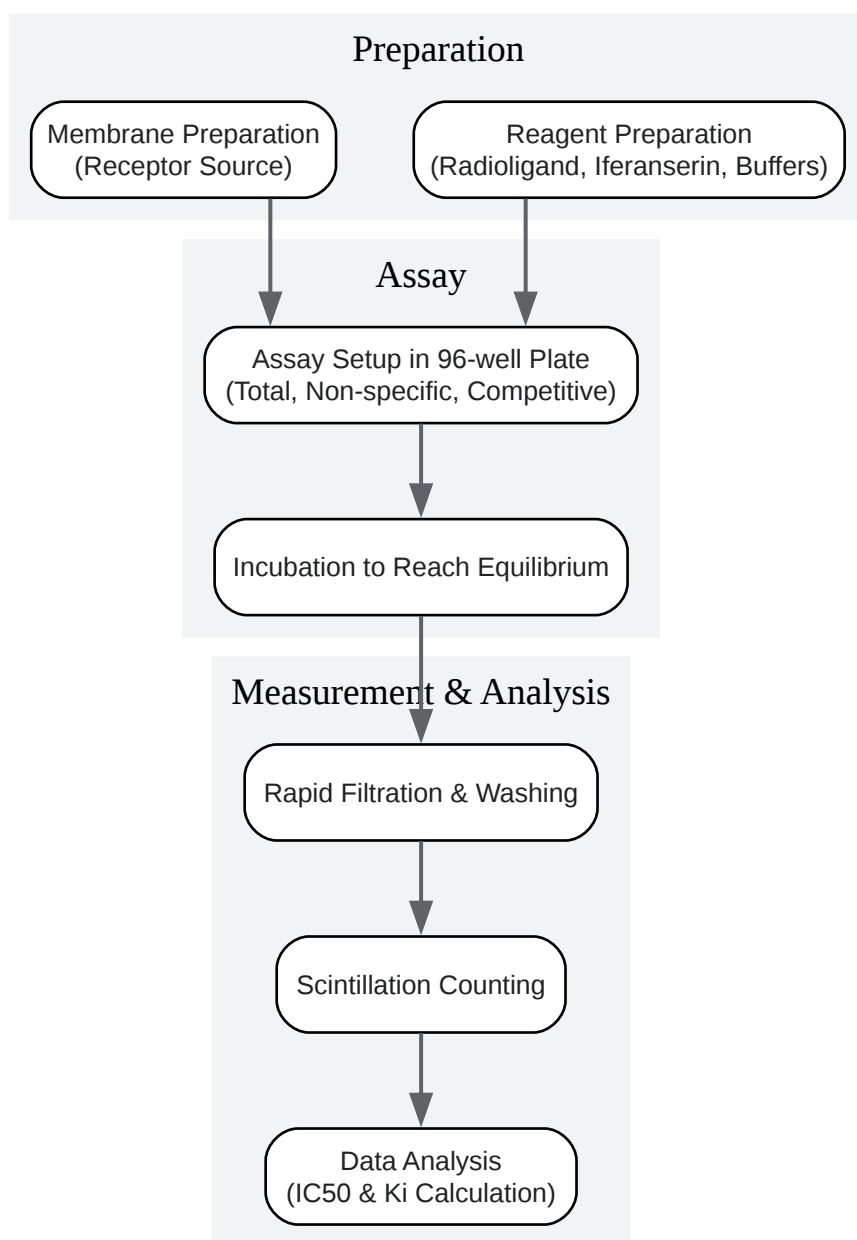 Preparation
Membrane Preparation
(Receptor Source)
Reagent Preparation
(Radioligand, Iferanserin, Buffers)
Assay
Assay Setup in 96-well Plate
(Total, Non-specific, Competitive)
Incubation to Reach Equilibrium
Measurement & Analysis
Rapid Filtration & Washing
Scintillation Counting
Data Analysis
(IC50 & Ki Calculation)